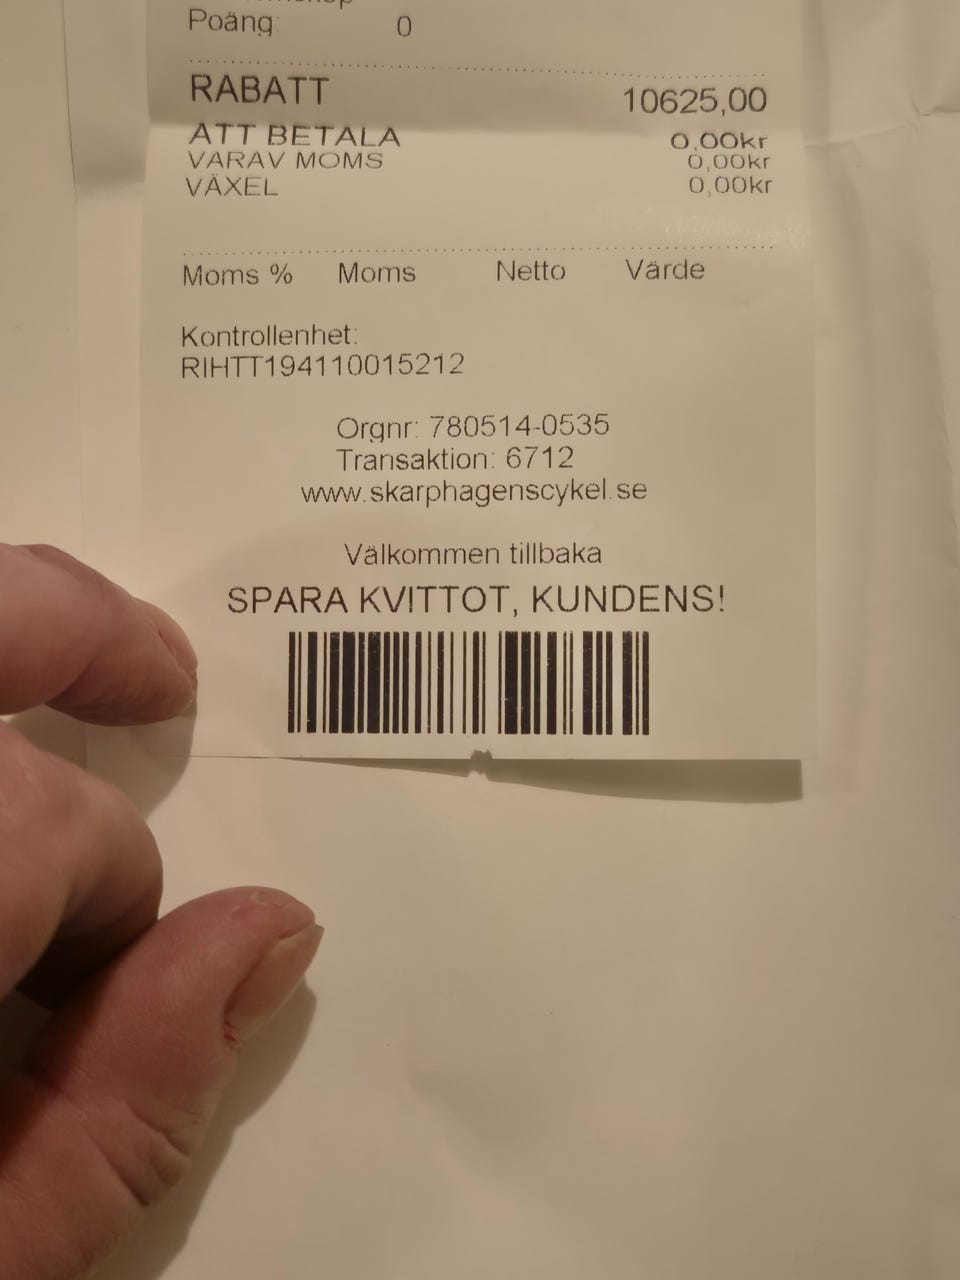 Poäng: 0
RABATT 10625,00
ATT BETALA 0,00kr
VARAV MOMS 0,00kr
VÄXEL 0,00kr
Moms % Moms Netto Värde
Kontrollenhet:
RIHTT194110015212
Orgnr: 780514-0535
Transaktion: 6712
www.skarphagenscykel.se
Välkommen tillbaka
SPARA KVITTOT, KUNDENS!